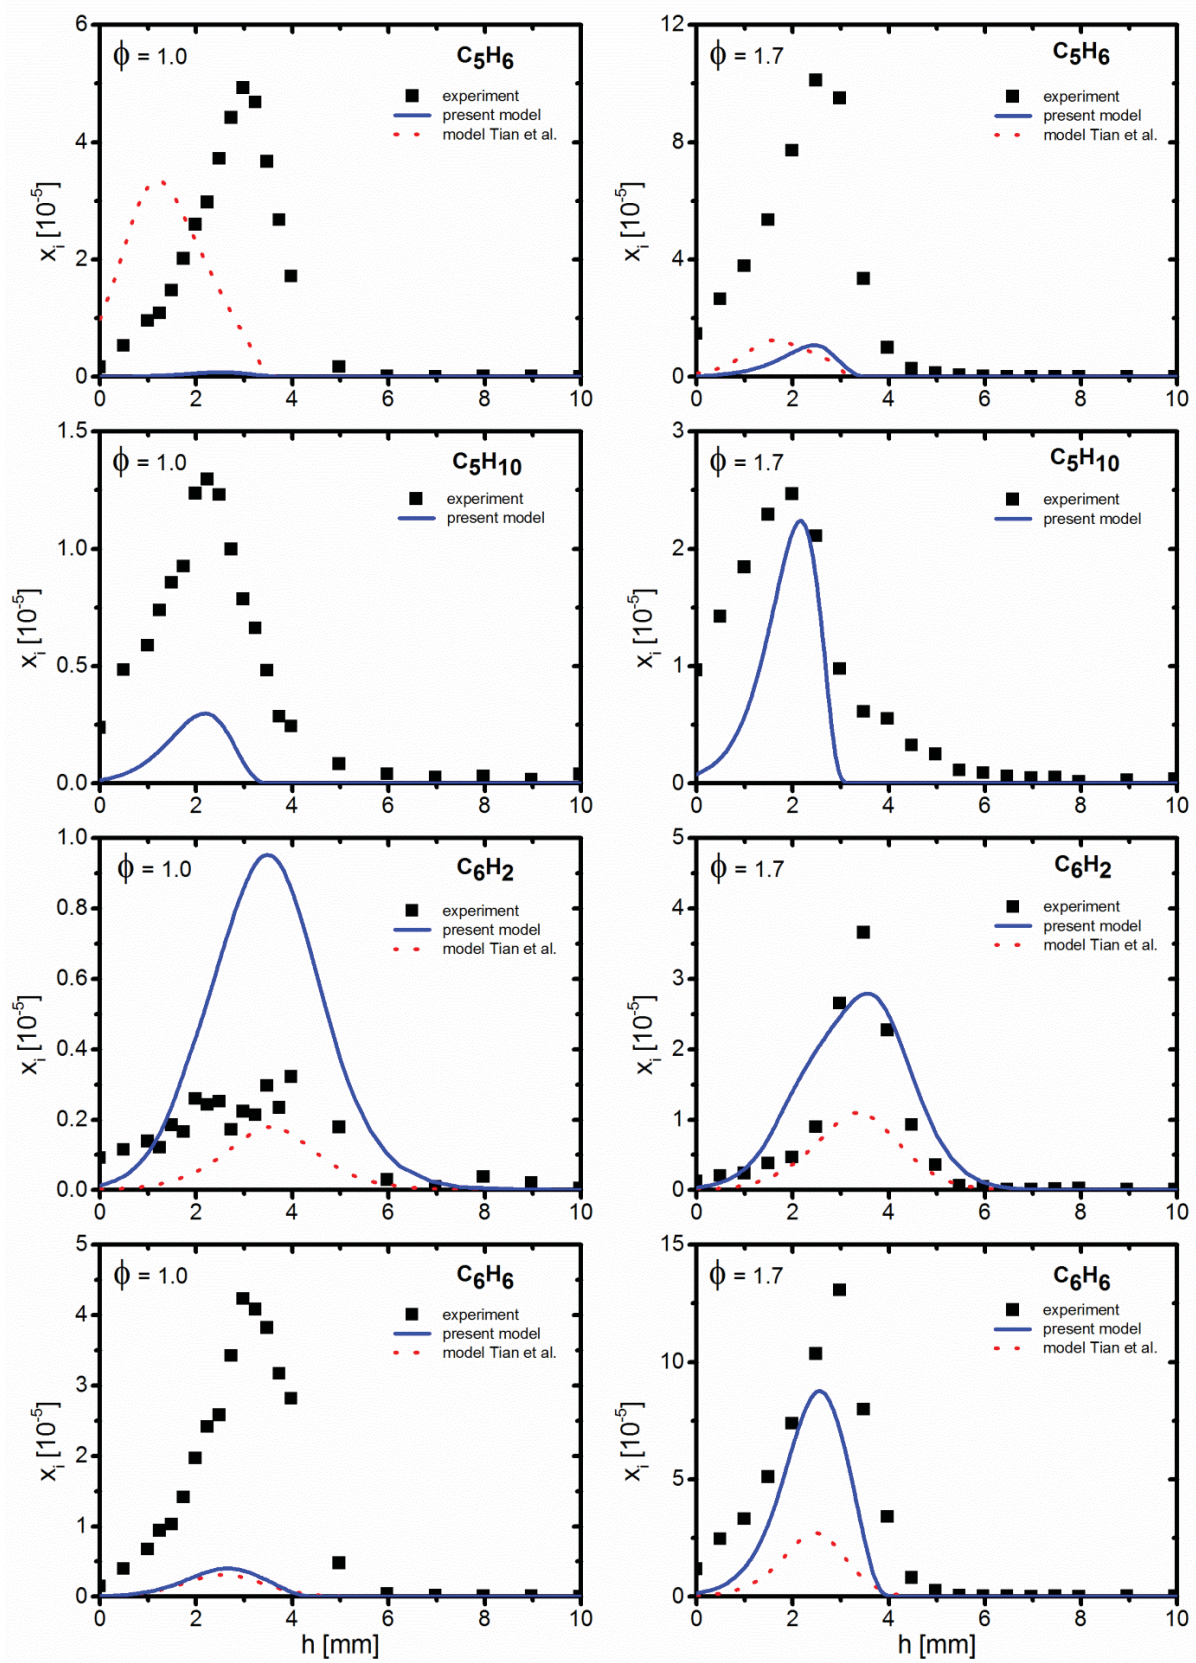 ϕ = 1.0
C5H6
experiment
present model
model Tian et al.
xi [10-5]
6
4
2
0
0 2 4 6 8 10
ϕ = 1.7
C5H6
experiment
present model
model Tian et al.
xi [10-5]
12
8
4
0
0 2 4 6 8 10
ϕ = 1.0
C5H10
experiment
present model
xi [10-5]
1.5
1.0
0.5
0.0
0 2 4 6 8 10
ϕ = 1.7
C5H10
experiment
present model
xi [10-5]
3
2
1
0
0 2 4 6 8 10
ϕ = 1.0
C6H2
experiment
present model
model Tian et al.
xi [10-5]
1.0
0.8
0.6
0.4
0.2
0.0
0 2 4 6 8 10
ϕ = 1.7
C6H2
experiment
present model
model Tian et al.
xi [10-5]
5
4
3
2
1
0
0 2 4 6 8 10
ϕ = 1.0
C6H6
experiment
present model
model Tian et al.
xi [10-5]
5
4
3
2
1
0
0 2 4 6 8 10
h [mm]
ϕ = 1.7
C6H6
experiment
present model
model Tian et al.
xi [10-5]
15
10
5
0
0 2 4 6 8 10
h [mm]